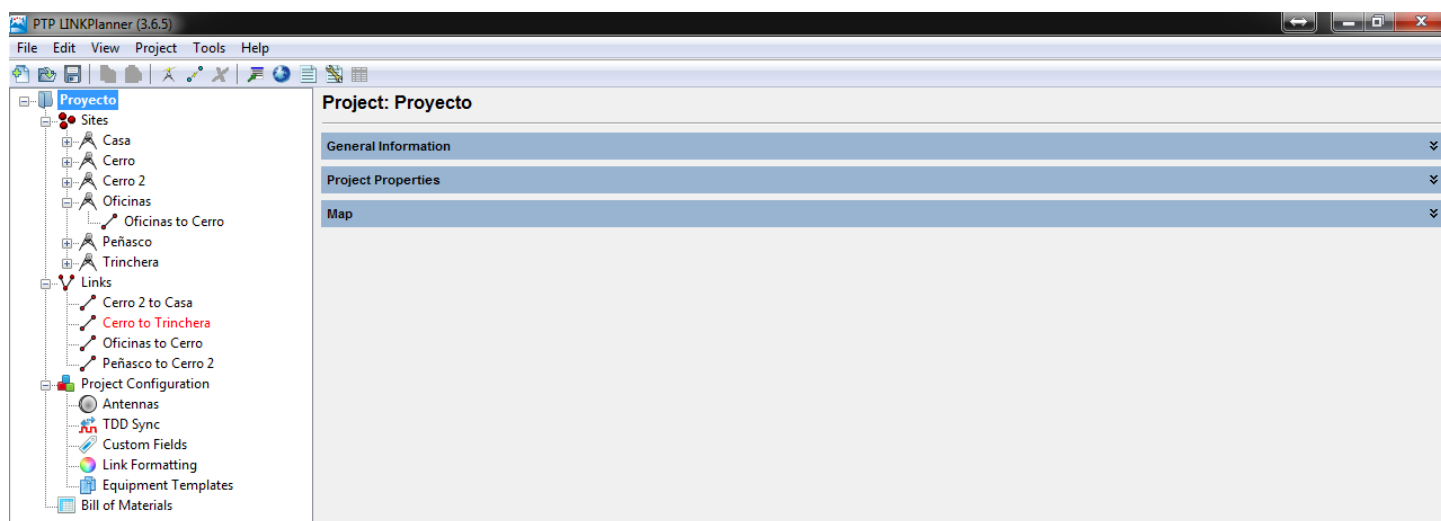 PTP LINKPlanner (3.6.5)
File Edit View Project Tools Help
Proyecto
Sites
Casa
Cerro
Cerro 2
Oficinas
Oficinas to Cerro
Peñasco
Trinchera
Links
Cerro 2 to Casa
Cerro to Trinchera
Oficinas to Cerro
Peñasco to Cerro 2
Project Configuration
Antennas
TDD Sync
Custom Fields
Link Formatting
Equipment Templates
Bill of Materials
Project: Proyecto
General Information
Project Properties
Map